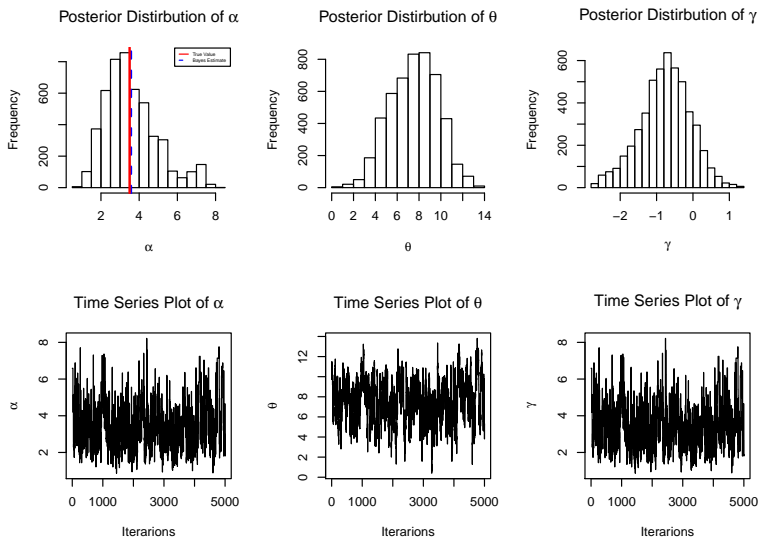 Posterior Distirbution of α
Frequency
0 200 600
2 4 6 8
α
True Value
Bayes Estimate
Posterior Distirbution of θ
Frequency
0 200 400 600 800
0 2 4 6 8 10 14
θ
Posterior Distirbution of γ
Frequency
0 200 400 600
−2 −1 0 1
γ
Time Series Plot of α
α
2 4 6 8
0 1000 3000 5000
Iterarions
Time Series Plot of θ
θ
0 2 4 6 8 12
0 1000 3000 5000
Iterarions
Time Series Plot of γ
γ
2 4 6 8
0 1000 3000 5000
Iterarions